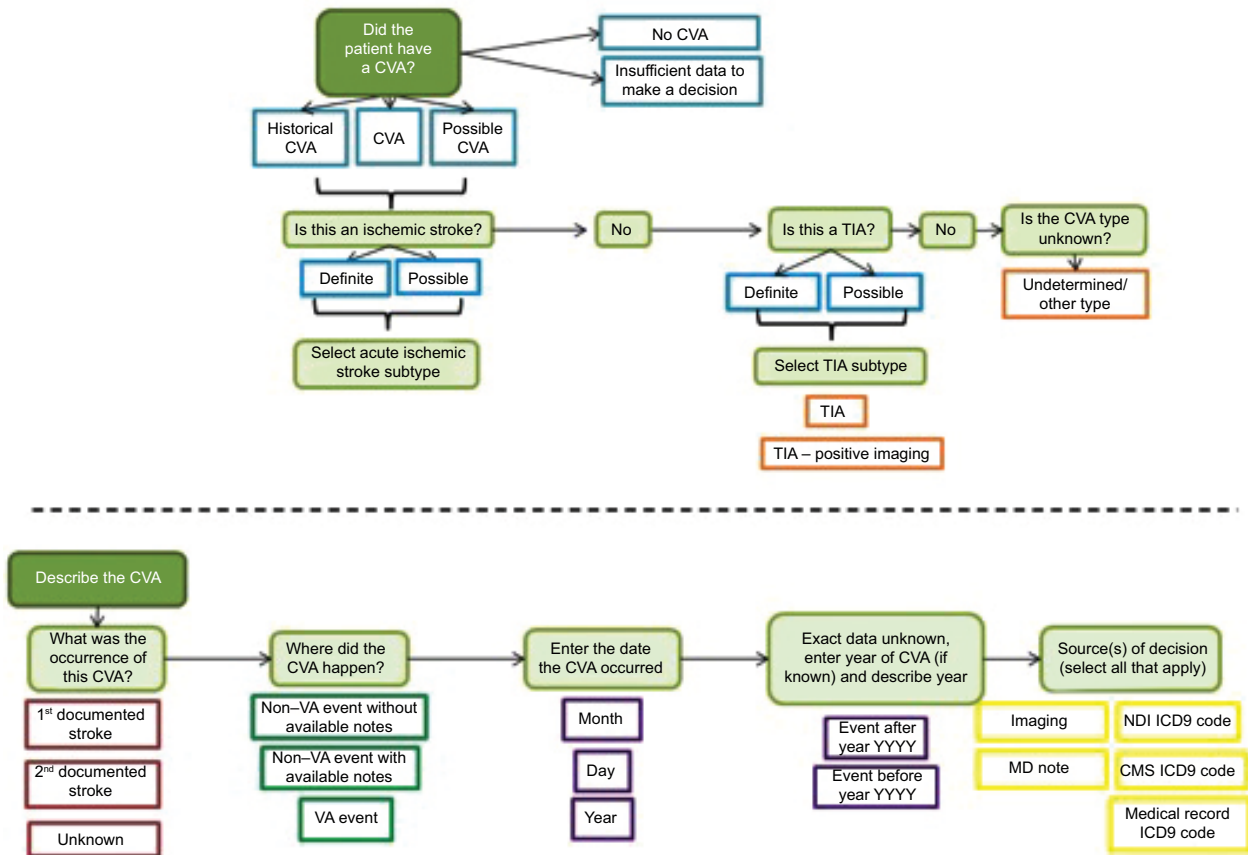 Did the
patient have
a CVA?
No CVA
Insufficient data to
make a decision
Historical
CVA
CVA
Possible
CVA
Is this an ischemic stroke?
No
Is this a TIA?
No
Is the CVA type
unknown?
Definite
Possible
Definite
Possible
Undetermined/
other type
Select acute ischemic
stroke subtype
Select TIA subtype
TIA
TIA – positive imaging
Describe the CVA
What was the
occurrence of
this CVA?
Where did the
CVA happen?
Enter the date
the CVA occurred
Exact data unknown,
enter year of CVA (if
known) and describe year
Source(s) of decision
(select all that apply)
1st documented
stroke
2nd documented
stroke
Unknown
Non–VA event without
available notes
Non–VA event with
available notes
VA event
Month
Day
Year
Event after
year YYYY
Event before
year YYYY
Imaging
MD note
NDI ICD9 code
CMS ICD9 code
Medical record
ICD9 code